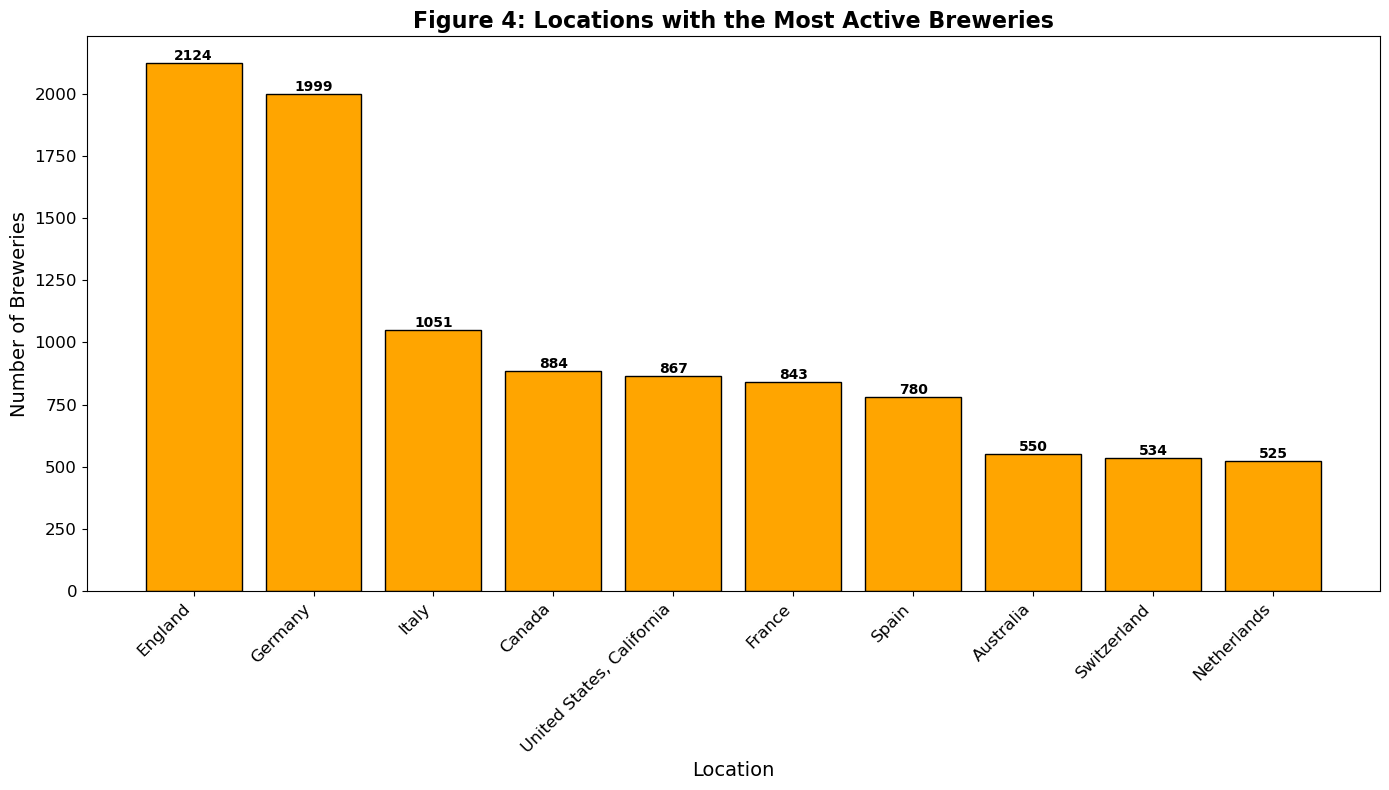 Figure 4: Locations with the Most Active Breweries
Number of Breweries
2000
1750
1500
1250
1000
750
500
250
0
2124
1999
1051
884
867
843
780
550
534
525
England
Germany
Italy
Canada
United States, California
France
Spain
Australia
Switzerland
Netherlands
Location